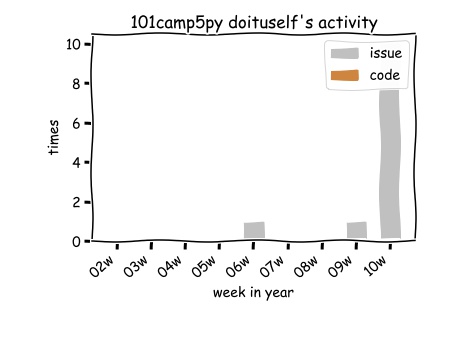 101camp5py doituself's activity
issue
code
10
8
6
4
2
0
times
02w
03w
04w
05w
06w
07w
08w
09w
10w
week in year